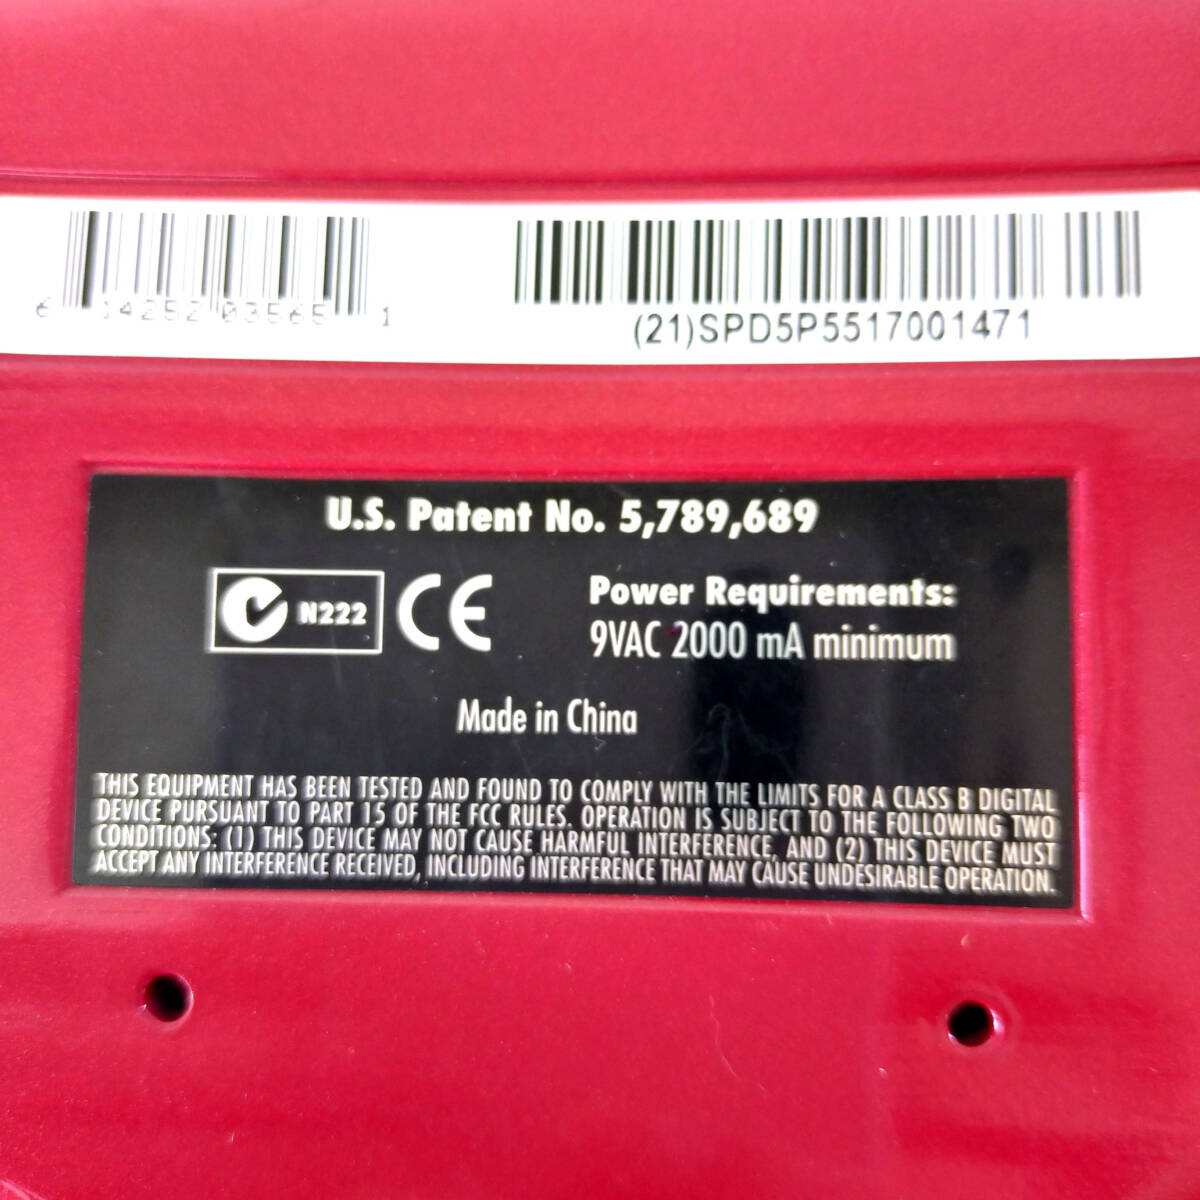 6 14252 03565 1
(21)SPD5P5517001471
U.S. Patent No. 5,789,689
N222 CE
Power Requirements:
9VAC 2000 mA minimum
Made in China
THIS EQUIPMENT HAS BEEN TESTED AND FOUND TO COMPLY WITH THE LIMITS FOR A CLASS B DIGITAL
DEVICE PURSUANT TO PART 15 OF THE FCC RULES. OPERATION IS SUBJECT TO THE FOLLOWING TWO
CONDITIONS: (1) THIS DEVICE MAY NOT CAUSE HARMFUL INTERFERENCE, AND (2) THIS DEVICE MUST
ACCEPT ANY INTERFERENCE RECEIVED, INCLUDING INTERFERENCE THAT MAY CAUSE UNDESIRABLE OPERATION.